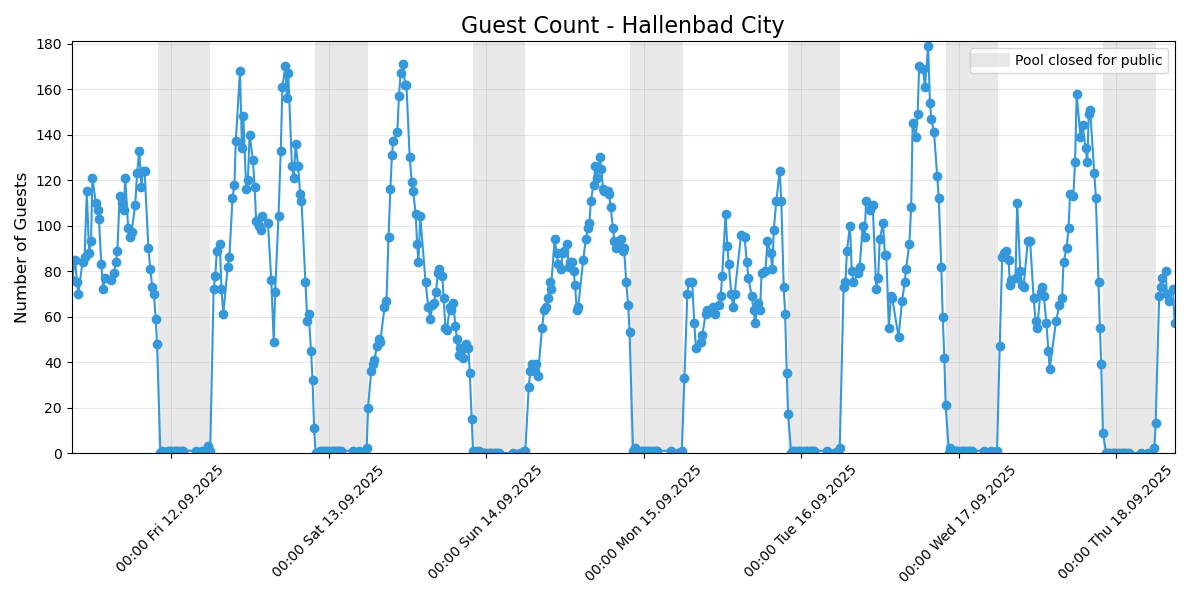 Guest Count - Hallenbad City
Number of Guests
180
160
140
120
100
80
60
40
20
0
Pool closed for public
00:00 Fri 12.09.2025
00:00 Sat 13.09.2025
00:00 Sun 14.09.2025
00:00 Mon 15.09.2025
00:00 Tue 16.09.2025
00:00 Wed 17.09.2025
00:00 Thu 18.09.2025